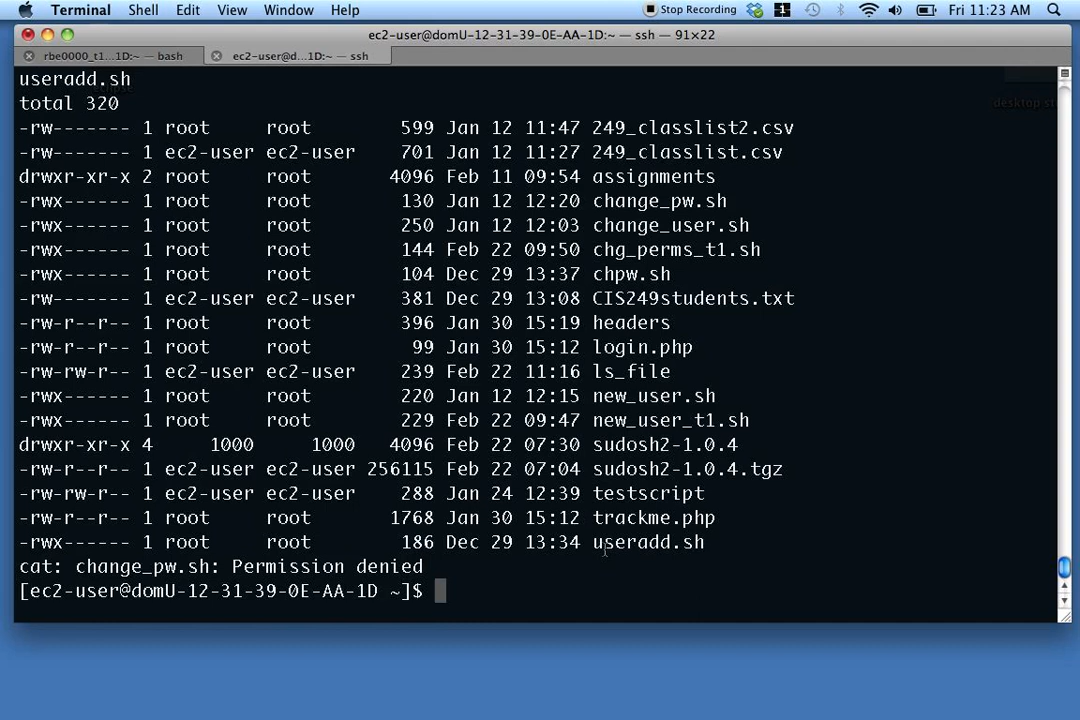 Terminal Shell Edit View Window Help Stop Recording 1 Fri 11:23 AM
ec2-user@domU-12-31-39-0E-AA-1D:~ — ssh — 91×22
rbe0000_t1...1D:~ — bash ec2-user@d...1D:~ — ssh
useradd.sh
total 320
-rw------- 1 root root 599 Jan 12 11:47 249_classlist2.csv
-rw------- 1 ec2-user ec2-user 701 Jan 12 11:27 249_classlist.csv
drwxr-xr-x 2 root root 4096 Feb 11 09:54 assignments
-rwx------ 1 root root 130 Jan 12 12:20 change_pw.sh
-rwx------ 1 root root 250 Jan 12 12:03 change_user.sh
-rwx------ 1 root root 144 Feb 22 09:50 chg_perms_t1.sh
-rwx------ 1 root root 104 Dec 29 13:37 chpw.sh
-rwx------ 1 ec2-user ec2-user 381 Dec 29 13:08 CIS249students.txt
-rw-r--r-- 1 root root 396 Jan 30 15:19 headers
-rw-r--r-- 1 root root 99 Jan 30 15:12 login.php
-rw-rw-r-- 1 ec2-user ec2-user 239 Feb 22 11:16 ls_file
-rwx------ 1 root root 220 Jan 12 12:15 new_user.sh
-rwx------ 1 root root 229 Feb 22 09:47 new_user_t1.sh
drwxr-xr-x 4 1000 1000 4096 Feb 22 07:30 sudosh2-1.0.4
-rw-r--r-- 1 ec2-user ec2-user 256115 Feb 22 07:04 sudosh2-1.0.4.tgz
-rw-rw-r-- 1 ec2-user ec2-user 288 Jan 24 12:39 testscript
-rw-r--r-- 1 root root 1768 Jan 30 15:12 trackme.php
-rwx------ 1 root root 186 Dec 29 13:34 useradd.sh
cat: change_pw.sh: Permission denied
[ec2-user@domU-12-31-39-0E-AA-1D ~]$